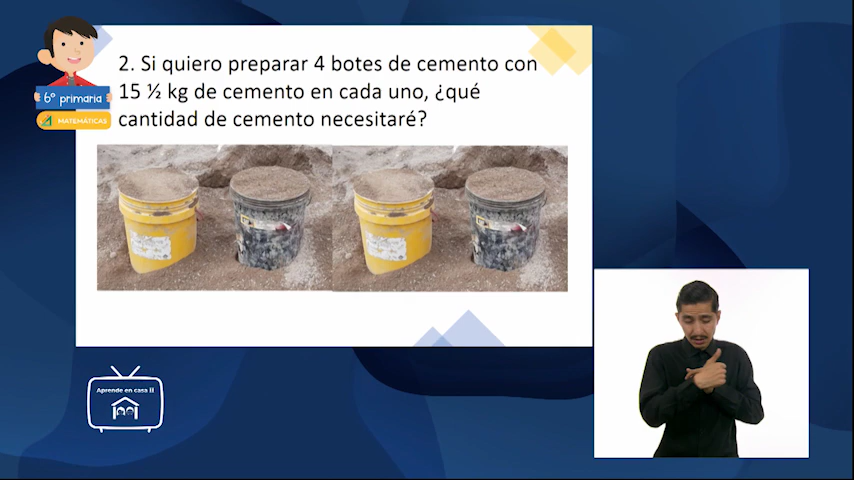 2. Si quiero preparar 4 botes de cemento con
15 ½ kg de cemento en cada uno, ¿qué
cantidad de cemento necesitaré?
6° primaria
MATEMÁTICAS
Aprende en casa II